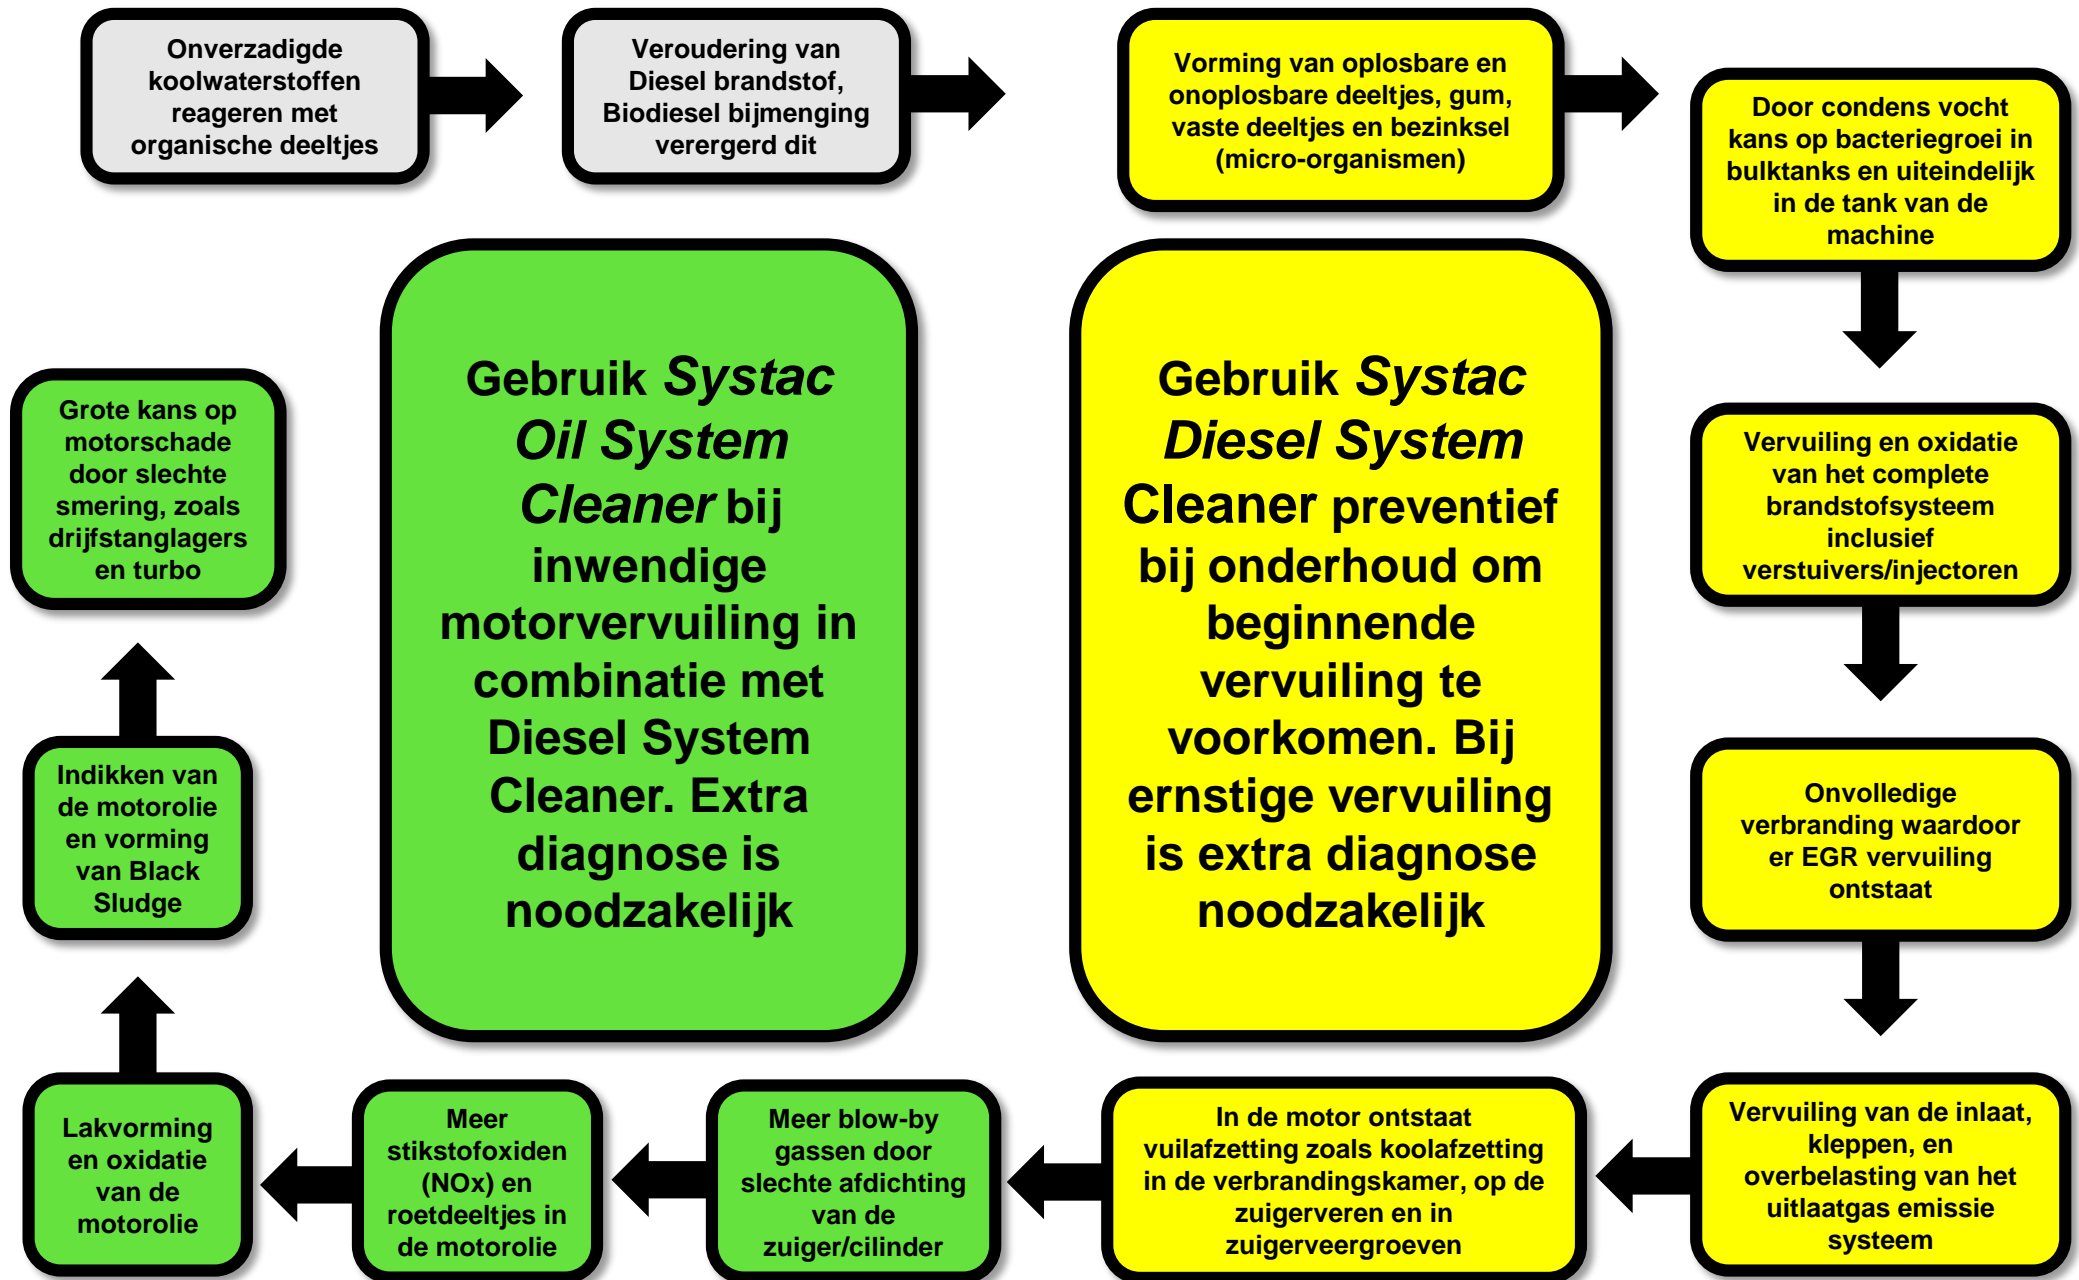 Onverzadigde
koolwaterstoffen
reageren met
organische deeltjes
Veroudering van
Diesel brandstof,
Biodiesel bijmenging
verergerd dit
Vorming van oplosbare en
onoplosbare deeltjes, gum,
vaste deeltjes en bezinksel
(micro-organismen)
Door condens vocht
kans op bacteriegroei in
bulktanks en uiteindelijk
in de tank van de
machine
Vervuiling en oxidatie
van het complete
brandstofsysteem
inclusief
verstuivers/injectoren
Onvolledige
verbranding waardoor
er EGR vervuiling
ontstaat
Vervuiling van de inlaat,
kleppen, en
overbelasting van het
uitlaatgas emissie
systeem
In de motor ontstaat
vuilafzetting zoals koolafzetting
in de verbrandingskamer, op de
zuigerveren en in
zuigerveergroeven
Meer blow-by
gassen door
slechte afdichting
van de
zuiger/cilinder
Meer
stikstofoxiden
(NOx) en
roetdeeltjes in
de motorolie
Lakvorming
en oxidatie
van de
motorolie
Indikken van
de motorolie
en vorming
van Black
Sludge
Grote kans op
motorschade
door slechte
smering, zoals
drijfstanglagers
en turbo
Gebruik Systac
Oil System
Cleaner bij
inwendige
motorvervuiling in
combinatie met
Diesel System
Cleaner. Extra
diagnose is
noodzakelijk
Gebruik Systac
Diesel System
Cleaner preventief
bij onderhoud om
beginnende
vervuiling te
voorkomen. Bij
ernstige vervuiling
is extra diagnose
noodzakelijk